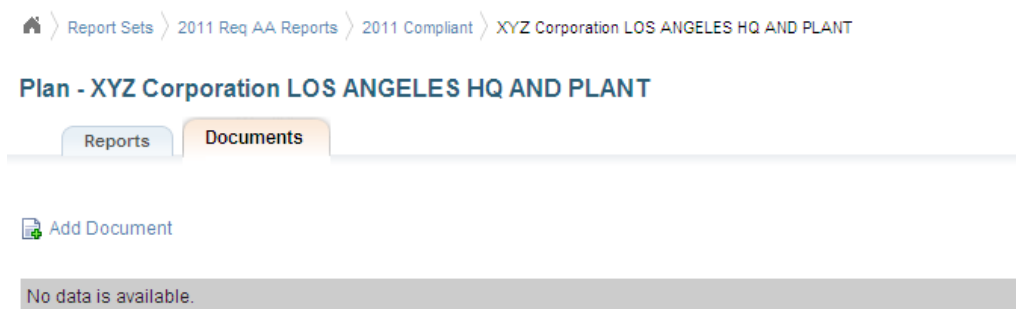 Report Sets 2011 Req AA Reports 2011 Compliant XYZ Corporation LOS ANGELES HQ AND PLANT
Plan - XYZ Corporation LOS ANGELES HQ AND PLANT
Reports Documents
Add Document
No data is available.